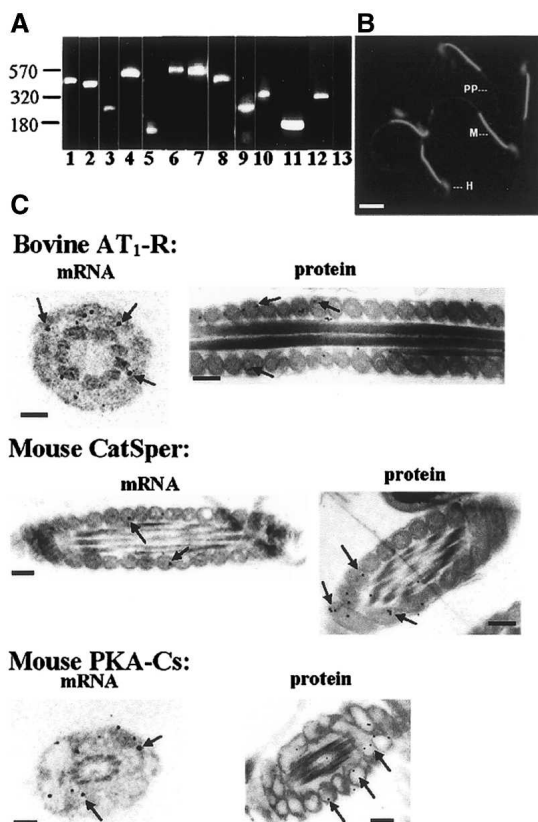 A
570
320
180
1 2 3 4 5 6 7 8 9 10 11 12 13
B
PP---
M---
--- H
C
Bovine AT₁-R:
mRNA
protein
Mouse CatSper:
mRNA
protein
Mouse PKA-Cs:
mRNA
protein